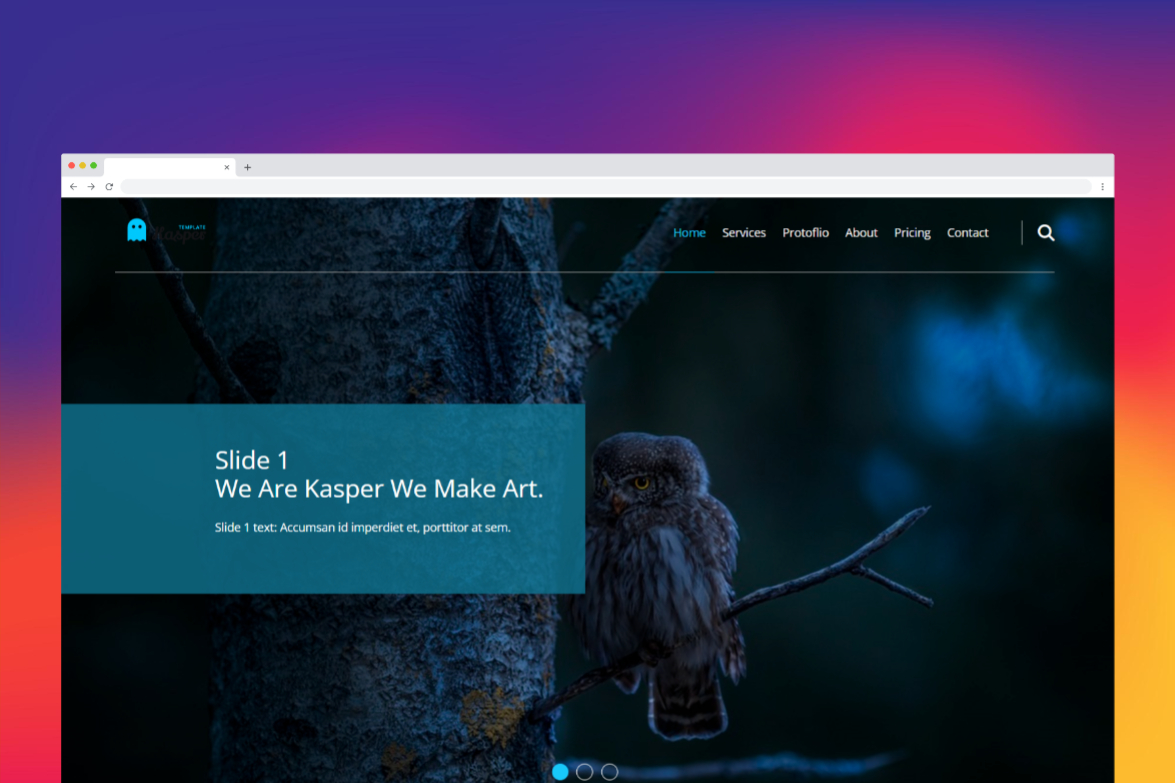 TEMPLATE
Kasper
Home Services Protoflio About Pricing Contact
Slide 1
We Are Kasper We Make Art.
Slide 1 text: Accumsan id imperdiet et, porttitor at sem.